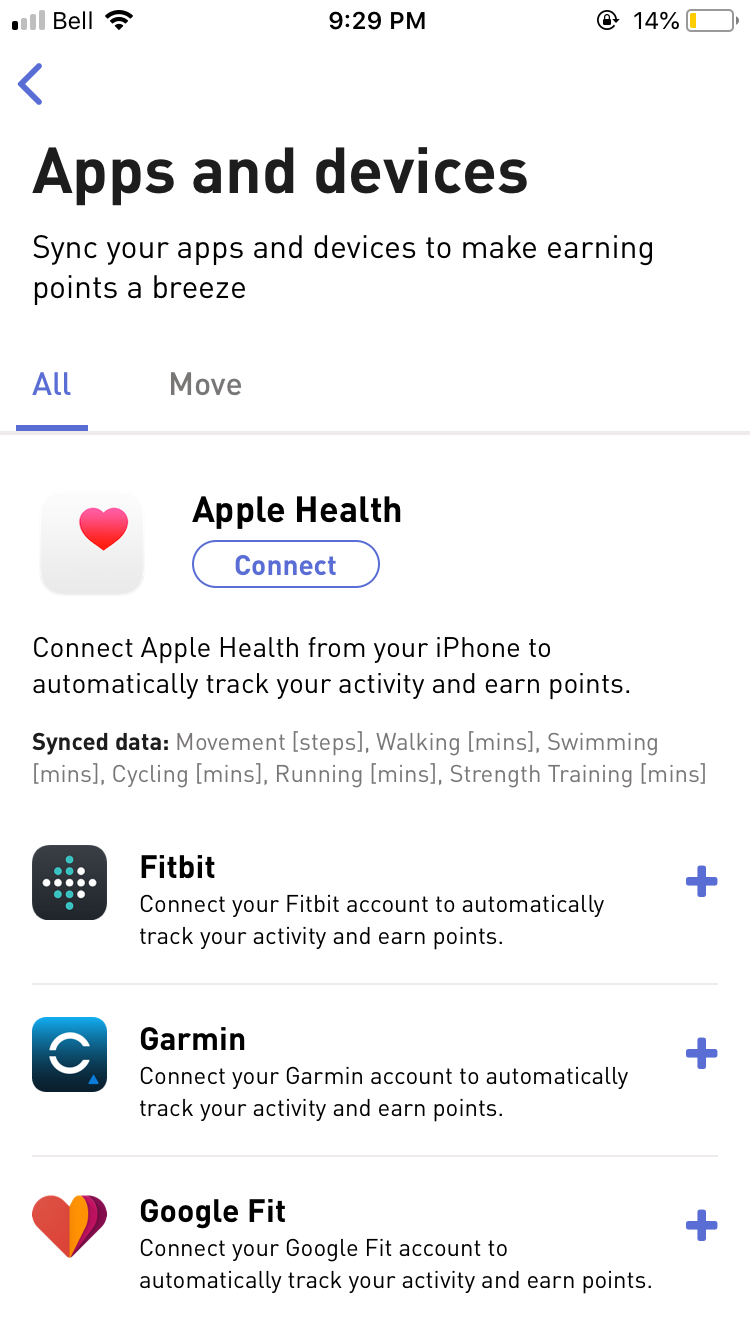 Bell 9:29 PM 14%
Apps and devices
Sync your apps and devices to make earning
points a breeze
All Move
Apple Health
Connect
Connect Apple Health from your iPhone to
automatically track your activity and earn points.
Synced data: Movement [steps], Walking [mins], Swimming
[mins], Cycling [mins], Running [mins], Strength Training [mins]
Fitbit
Connect your Fitbit account to automatically
track your activity and earn points.
Garmin
Connect your Garmin account to automatically
track your activity and earn points.
Google Fit
Connect your Google Fit account to
automatically track your activity and earn points.